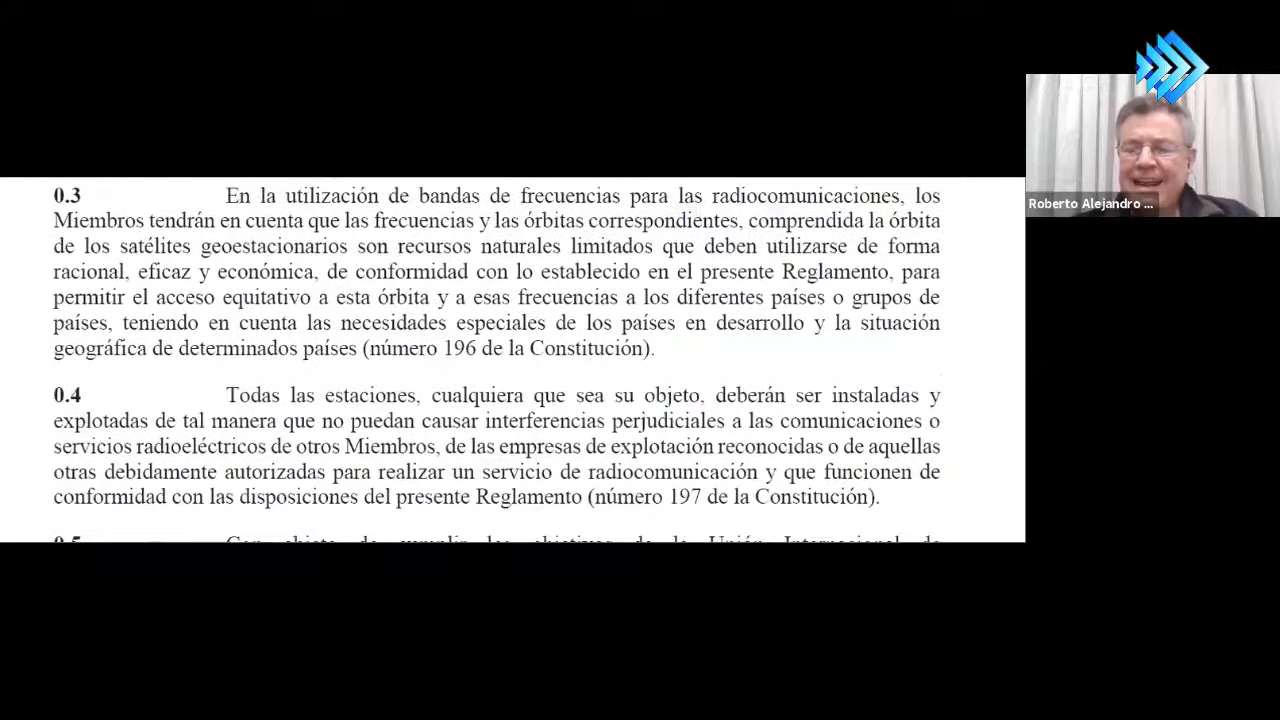 0.3 En la utilización de bandas de frecuencias para las radiocomunicaciones, los
Miembros tendrán en cuenta que las frecuencias y las órbitas correspondientes, comprendida la órbita
de los satélites geoestacionarios son recursos naturales limitados que deben utilizarse de forma
racional, eficaz y económica, de conformidad con lo establecido en el presente Reglamento, para
permitir el acceso equitativo a esta órbita y a esas frecuencias a los diferentes países o grupos de
países, teniendo en cuenta las necesidades especiales de los países en desarrollo y la situación
geográfica de determinados países (número 196 de la Constitución).
0.4 Todas las estaciones, cualquiera que sea su objeto, deberán ser instaladas y
explotadas de tal manera que no puedan causar interferencias perjudiciales a las comunicaciones o
servicios radioeléctricos de otros Miembros, de las empresas de explotación reconocidas o de aquellas
otras debidamente autorizadas para realizar un servicio de radiocomunicación y que funcionen de
conformidad con las disposiciones del presente Reglamento (número 197 de la Constitución).
Roberto Alejandro ...